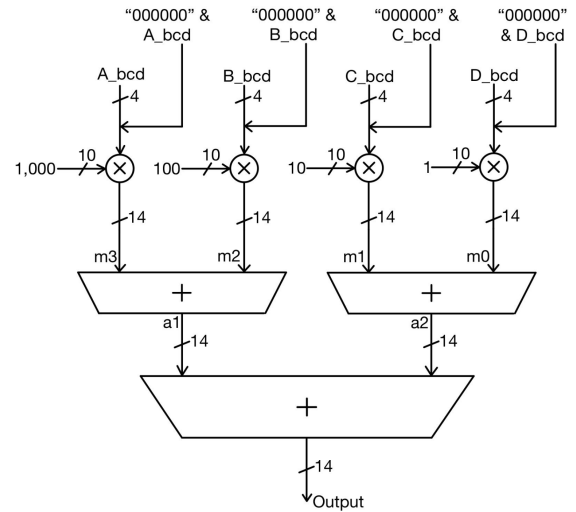 “000000” &
A_bcd
“000000” &
B_bcd
“000000” &
C_bcd
“000000”
& D_bcd
A_bcd
B_bcd
C_bcd
D_bcd
4
4
4
4
1,000
10
×
100
10
×
10
10
×
1
10
×
14
14
14
14
m3
m2
m1
m0
+
+
a1
a2
14
14
+
14
Output